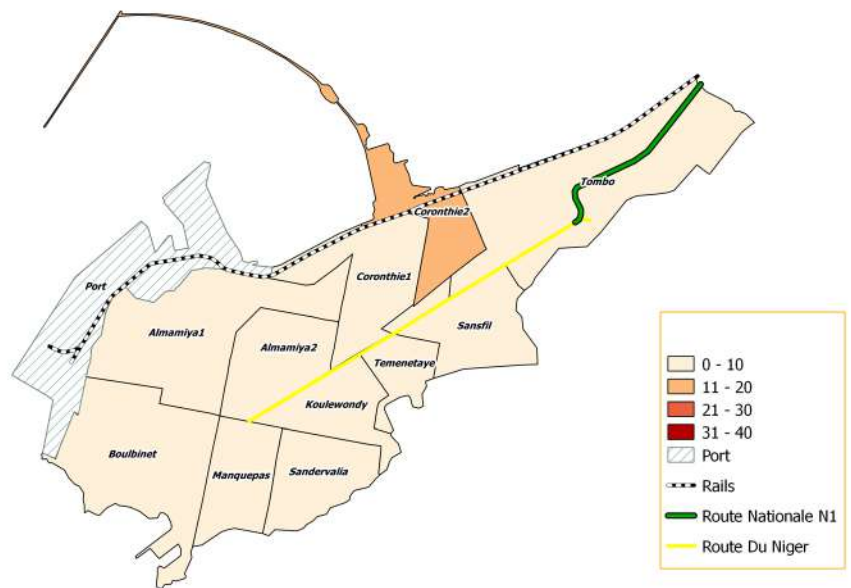 Tombo
Coronthie2
Coronthie1
Port
Almamiya1
Almamiya2
Sansfil
Temenetaye
Koulewondy
Boulbinet
Manquepas
Sandervalia
0 - 10
11 - 20
21 - 30
31 - 40
Port
Rails
Route Nationale N1
Route Du Niger